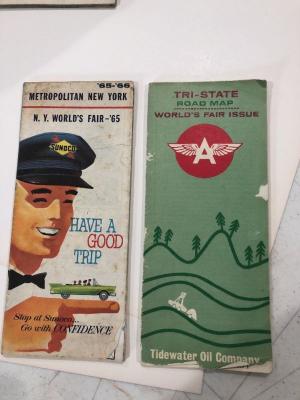 '65-'66
METROPOLITAN NEW YORK
N. Y. WORLD'S FAIR-'65
SUNOCO
HAVE A
GOOD
TRIP
Stop at Sunoco...
Go with CONFIDENCE
TRI-STATE
ROAD MAP
WORLD'S FAIR ISSUE
A
Tidewater Oil Company